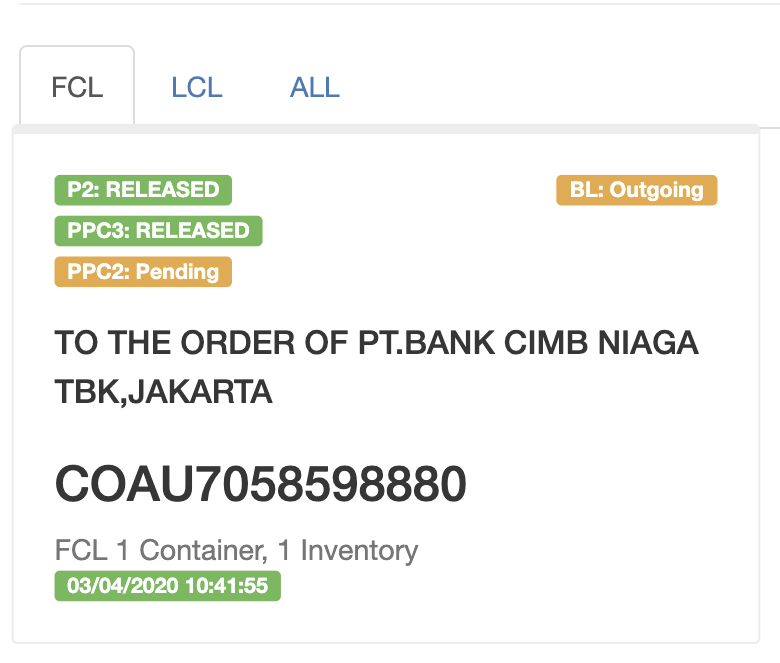 FCL LCL ALL
P2: RELEASED BL: Outgoing
PPC3: RELEASED
PPC2: Pending
TO THE ORDER OF PT.BANK CIMB NIAGA
TBK,JAKARTA
COAU7058598880
FCL 1 Container, 1 Inventory
03/04/2020 10:41:55